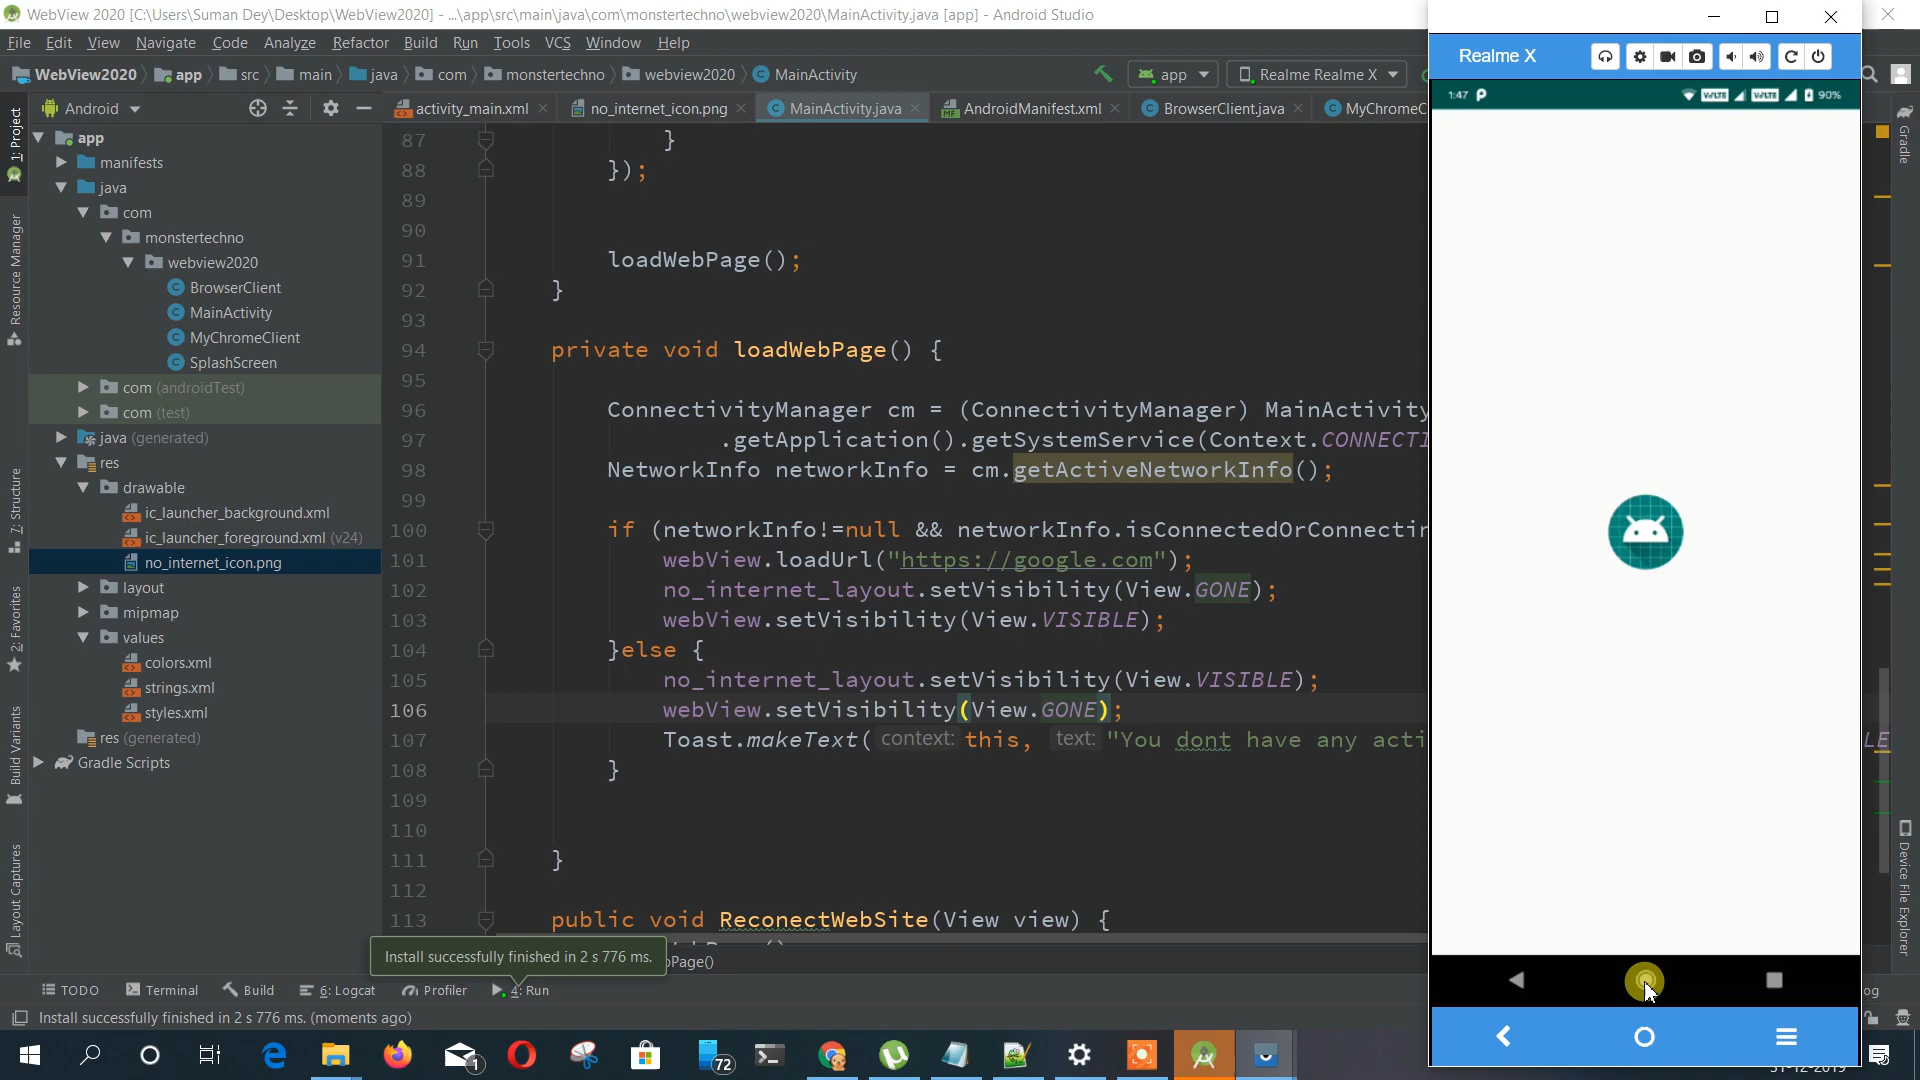 WebView 2020 [C:\Users\Suman Dey\Desktop\WebView2020] - ...\app\src\main\java\com\monstertechno\webview2020\MainActivity.java [app] - Android Studio
File Edit View Navigate Code Analyze Refactor Build Run Tools VCS Window Help
WebView2020 app src main java com monstertechno webview2020 MainActivity app Realme Realme X
Android
activity_main.xml no_internet_icon.png MainActivity.java AndroidManifest.xml BrowserClient.java MyChromeC
1: Project
Resource Manager
7: Structure
2: Favorites
Build Variants
Layout Captures
app
manifests
java
com
monstertechno
webview2020
BrowserClient
MainActivity
MyChromeClient
SplashScreen
com (androidTest)
com (test)
java (generated)
res
drawable
ic_launcher_background.xml
ic_launcher_foreground.xml (v24)
no_internet_icon.png
layout
mipmap
values
colors.xml
strings.xml
styles.xml
res (generated)
Gradle Scripts
87 }
88 });
89
90
91 loadWebPage();
92 }
93
94 private void loadWebPage() {
95
96 ConnectivityManager cm = (ConnectivityManager) MainActivity
97 .getApplication().getSystemService(Context.CONNECTI
98 NetworkInfo networkInfo = cm.getActiveNetworkInfo();
99
100 if (networkInfo!=null && networkInfo.isConnectedOrConnectin
101 webView.loadUrl("https://google.com");
102 no_internet_layout.setVisibility(View.GONE);
103 webView.setVisibility(View.VISIBLE);
104 }else {
105 no_internet_layout.setVisibility(View.VISIBLE);
106 webView.setVisibility(View.GONE);
107 Toast.makeText( context: this, text: "You dont have any acti
108 }
109
110
111 }
112
113 public void ReconectWebSite(View view) {
Install successfully finished in 2 s 776 ms.
Page()
TODO Terminal Build 6: Logcat Profiler 4: Run
Install successfully finished in 2 s 776 ms. (moments ago)
Realme X
1:47 90%
Gradle
LE
Device File Explorer
og
1
72
31-12-2019